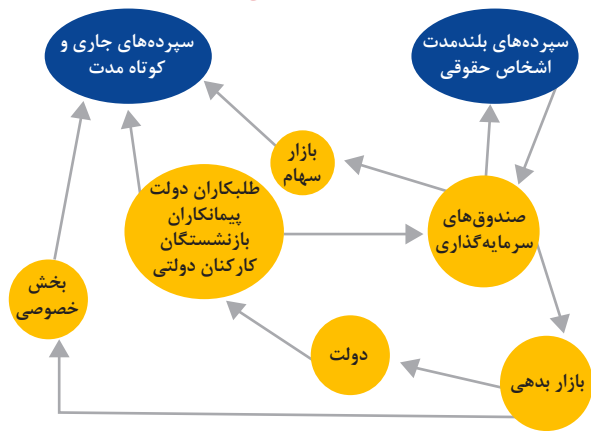 سپرده‌های بلندمدت
اشخاص حقوقی
سپرده‌های جاری و
کوتاه مدت
بازار
سهام
صندوق‌های
سرمایه‌گذاری
طلبکاران دولت
پیمانکاران
بازنشستگان
کارکنان دولتی
بخش
خصوصی
دولت
بازار بدهی